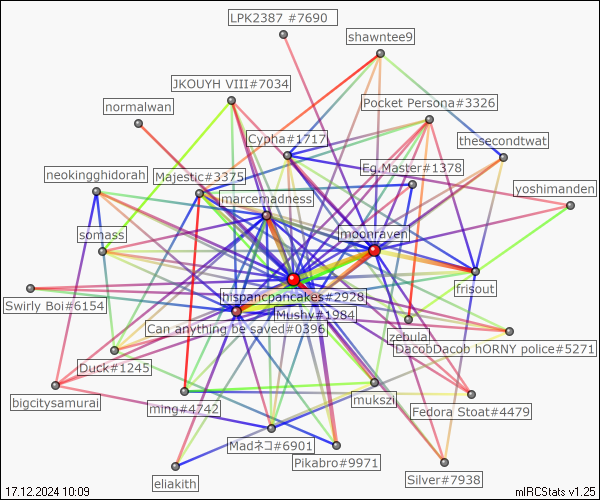 LPK2387 #7690
shawntee9
JKOUYH VIII#7034
normalwan
Pocket Persona#3326
Cypha#1717
thesecondtwat
neokingghidorah
Majestic#3375
Eg.Master#1378
marcemadness
yoshimanden
somass
moonraven
frisout
hispancpancakes#2928
Swirly Boi#6154
Mushy#1984
Can anything be saved#0396
zebula
DacobDacob hORNY police#5271
Duck#1245
bigcitysamurai
ming#4742
mukszi
Fedora Stoat#4479
Madネコ#6901
Pikabro#9971
eliakith
Silver#7938
17.12.2024 10:09
mIRCStats v1.25